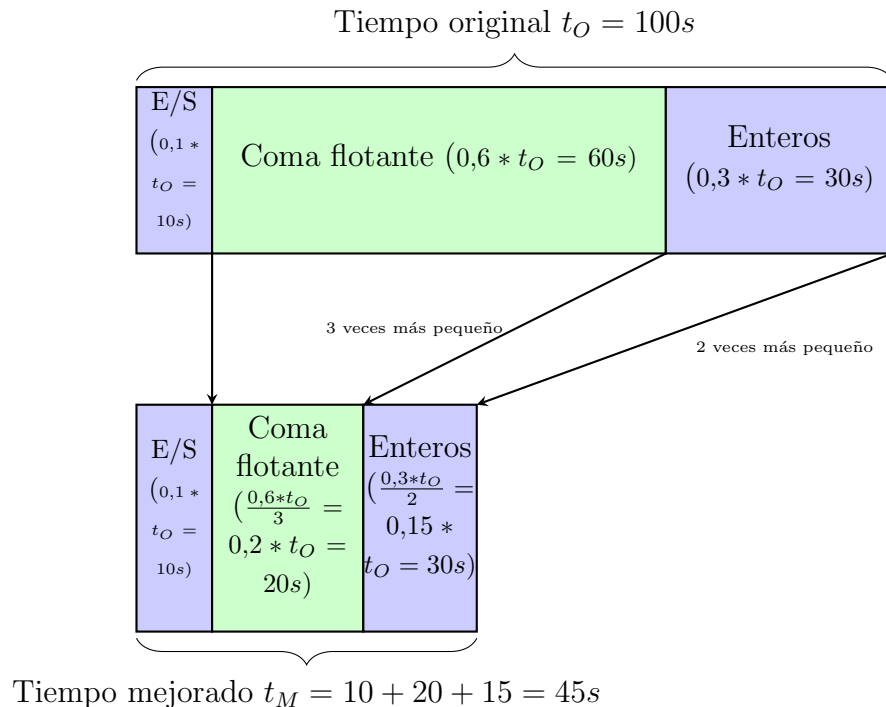 Tiempo original t_O = 100s
E/S
(0,1 *
t_O =
10s)
Coma flotante (0,6 * t_O = 60s)
Enteros
(0,3 * t_O = 30s)
3 veces más pequeño
2 veces más pequeño
E/S
(0,1 *
t_O =
10s)
Coma
flotante
(\frac{0,6*t_O}{3} =
0,2 * t_O =
20s)
Enteros
(\frac{0,3*t_O}{2} =
0,15 *
t_O = 30s)
Tiempo mejorado t_M = 10 + 20 + 15 = 45s